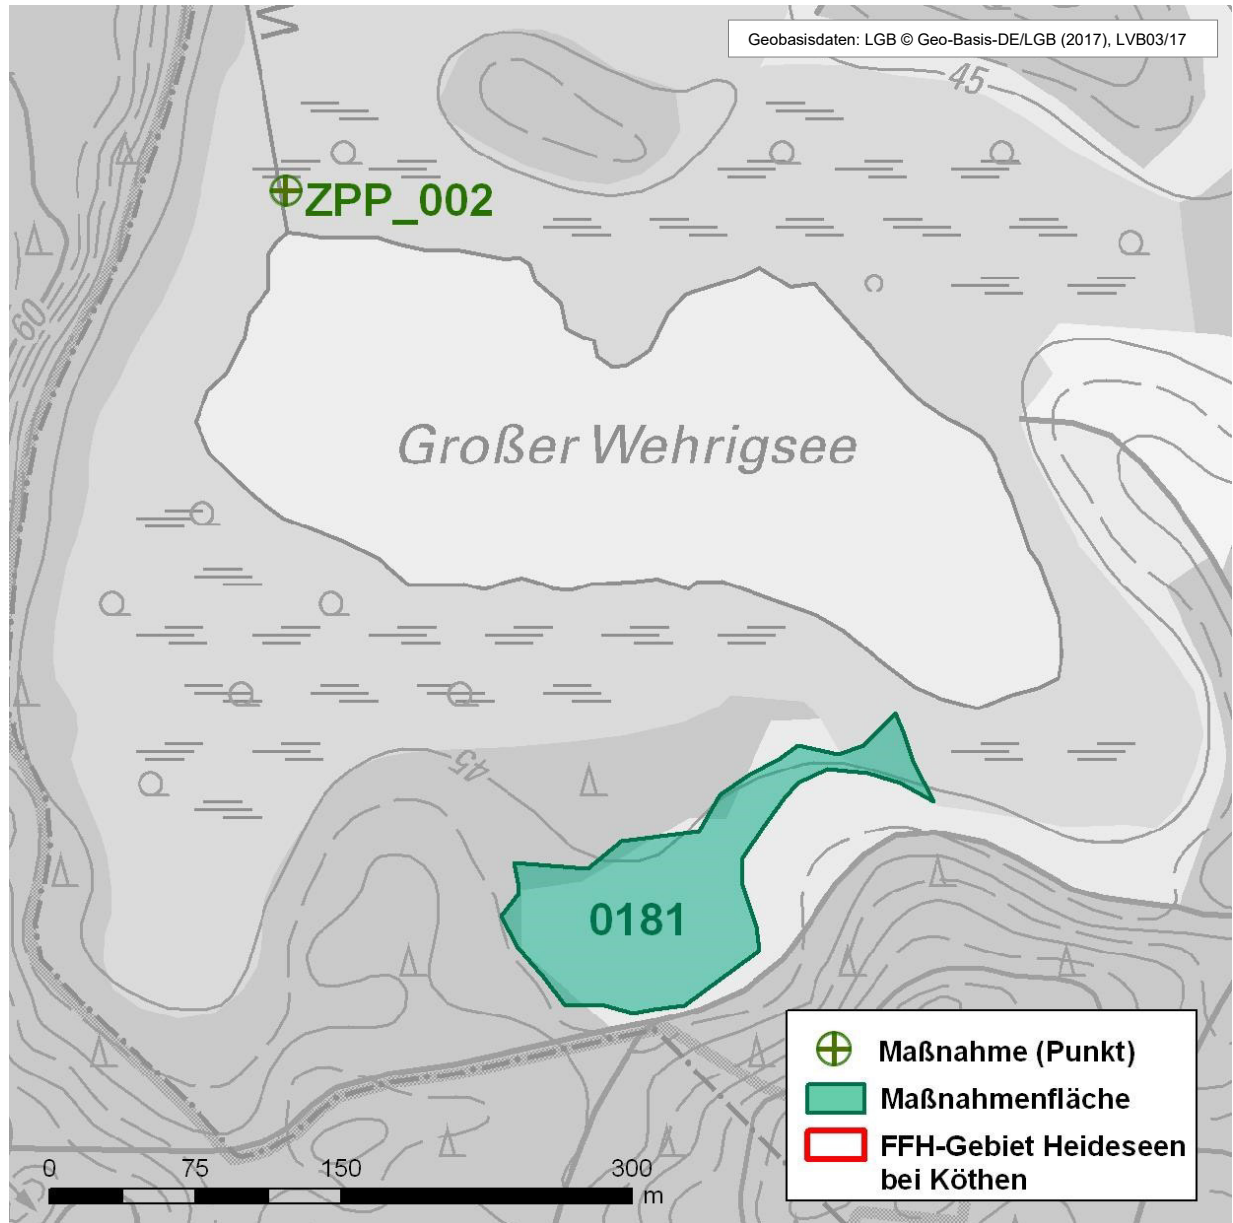 W
Geobasisdaten: LGB © Geo-Basis-DE/LGB (2017), LVB03/17
45
ZPP_002
60
Großer Wehrigsee
45
0181
Maßnahme (Punkt)
Maßnahmenfläche
FFH-Gebiet Heideseen
bei Köthen
0 75 150 300
m